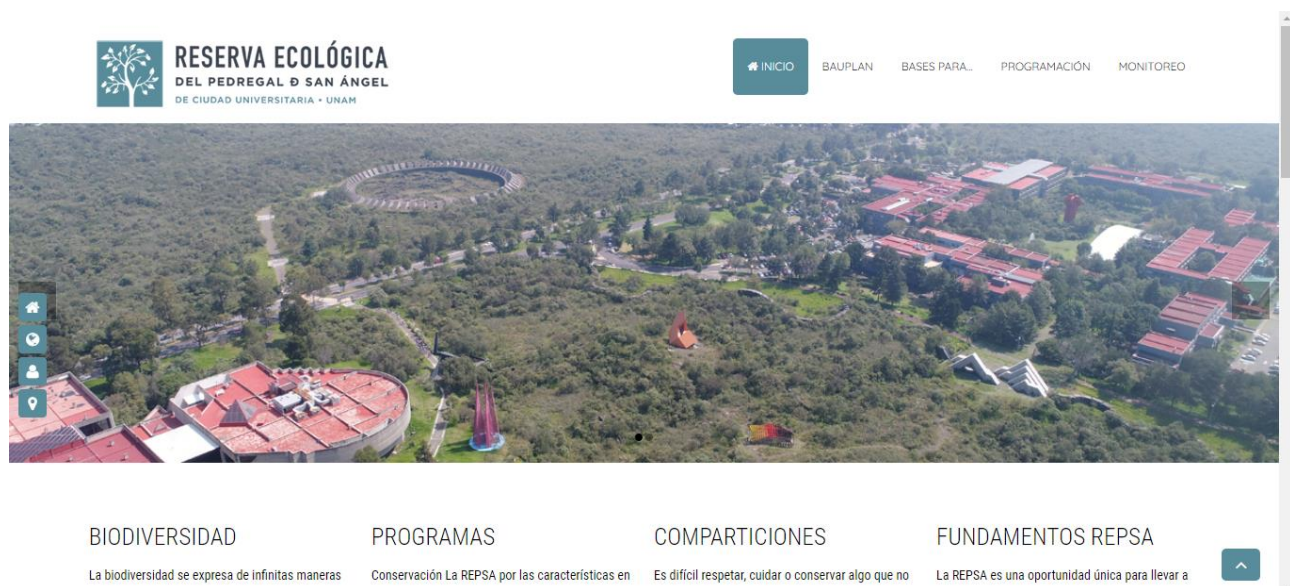 RESERVA ECOLÓGICA
DEL PEDREGAL Ð SAN ÁNGEL
DE CIUDAD UNIVERSITARIA • UNAM
INICIO
BAUPLAN
BASES PARA...
PROGRAMACIÓN
MONITOREO
BIODIVERSIDAD
La biodiversidad se expresa de infinitas maneras
PROGRAMAS
Conservación La REPSA por las características en
COMPARTICIONES
Es difícil respetar, cuidar o conservar algo que no
FUNDAMENTOS REPSA
La REPSA es una oportunidad única para llevar a